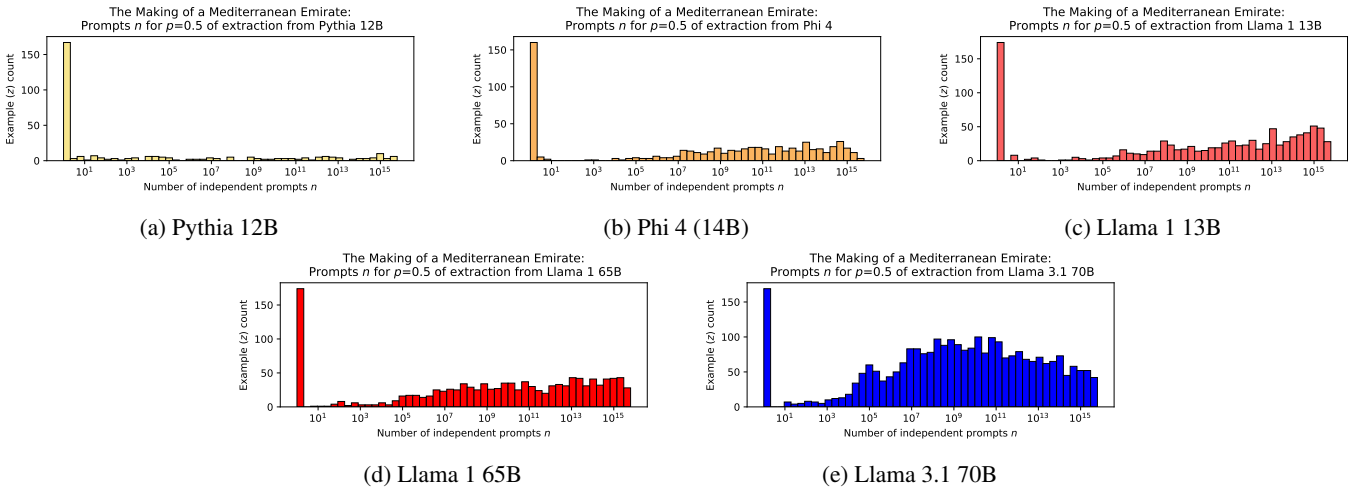 The Making of a Mediterranean Emirate:
Prompts n for p=0.5 of extraction from Pythia 12B
Example (z) count
150
100
50
0
10^1 10^3 10^5 10^7 10^9 10^11 10^13 10^15
Number of independent prompts n
(a) Pythia 12B
The Making of a Mediterranean Emirate:
Prompts n for p=0.5 of extraction from Phi 4
Example (z) count
150
100
50
0
10^1 10^3 10^5 10^7 10^9 10^11 10^13 10^15
Number of independent prompts n
(b) Phi 4 (14B)
The Making of a Mediterranean Emirate:
Prompts n for p=0.5 of extraction from Llama 1 13B
Example (z) count
150
100
50
0
10^1 10^3 10^5 10^7 10^9 10^11 10^13 10^15
Number of independent prompts n
(c) Llama 1 13B
The Making of a Mediterranean Emirate:
Prompts n for p=0.5 of extraction from Llama 1 65B
Example (z) count
150
100
50
0
10^1 10^3 10^5 10^7 10^9 10^11 10^13 10^15
Number of independent prompts n
(d) Llama 1 65B
The Making of a Mediterranean Emirate:
Prompts n for p=0.5 of extraction from Llama 3.1 70B
Example (z) count
150
100
50
0
10^1 10^3 10^5 10^7 10^9 10^11 10^13 10^15
Number of independent prompts n
(e) Llama 3.1 70B